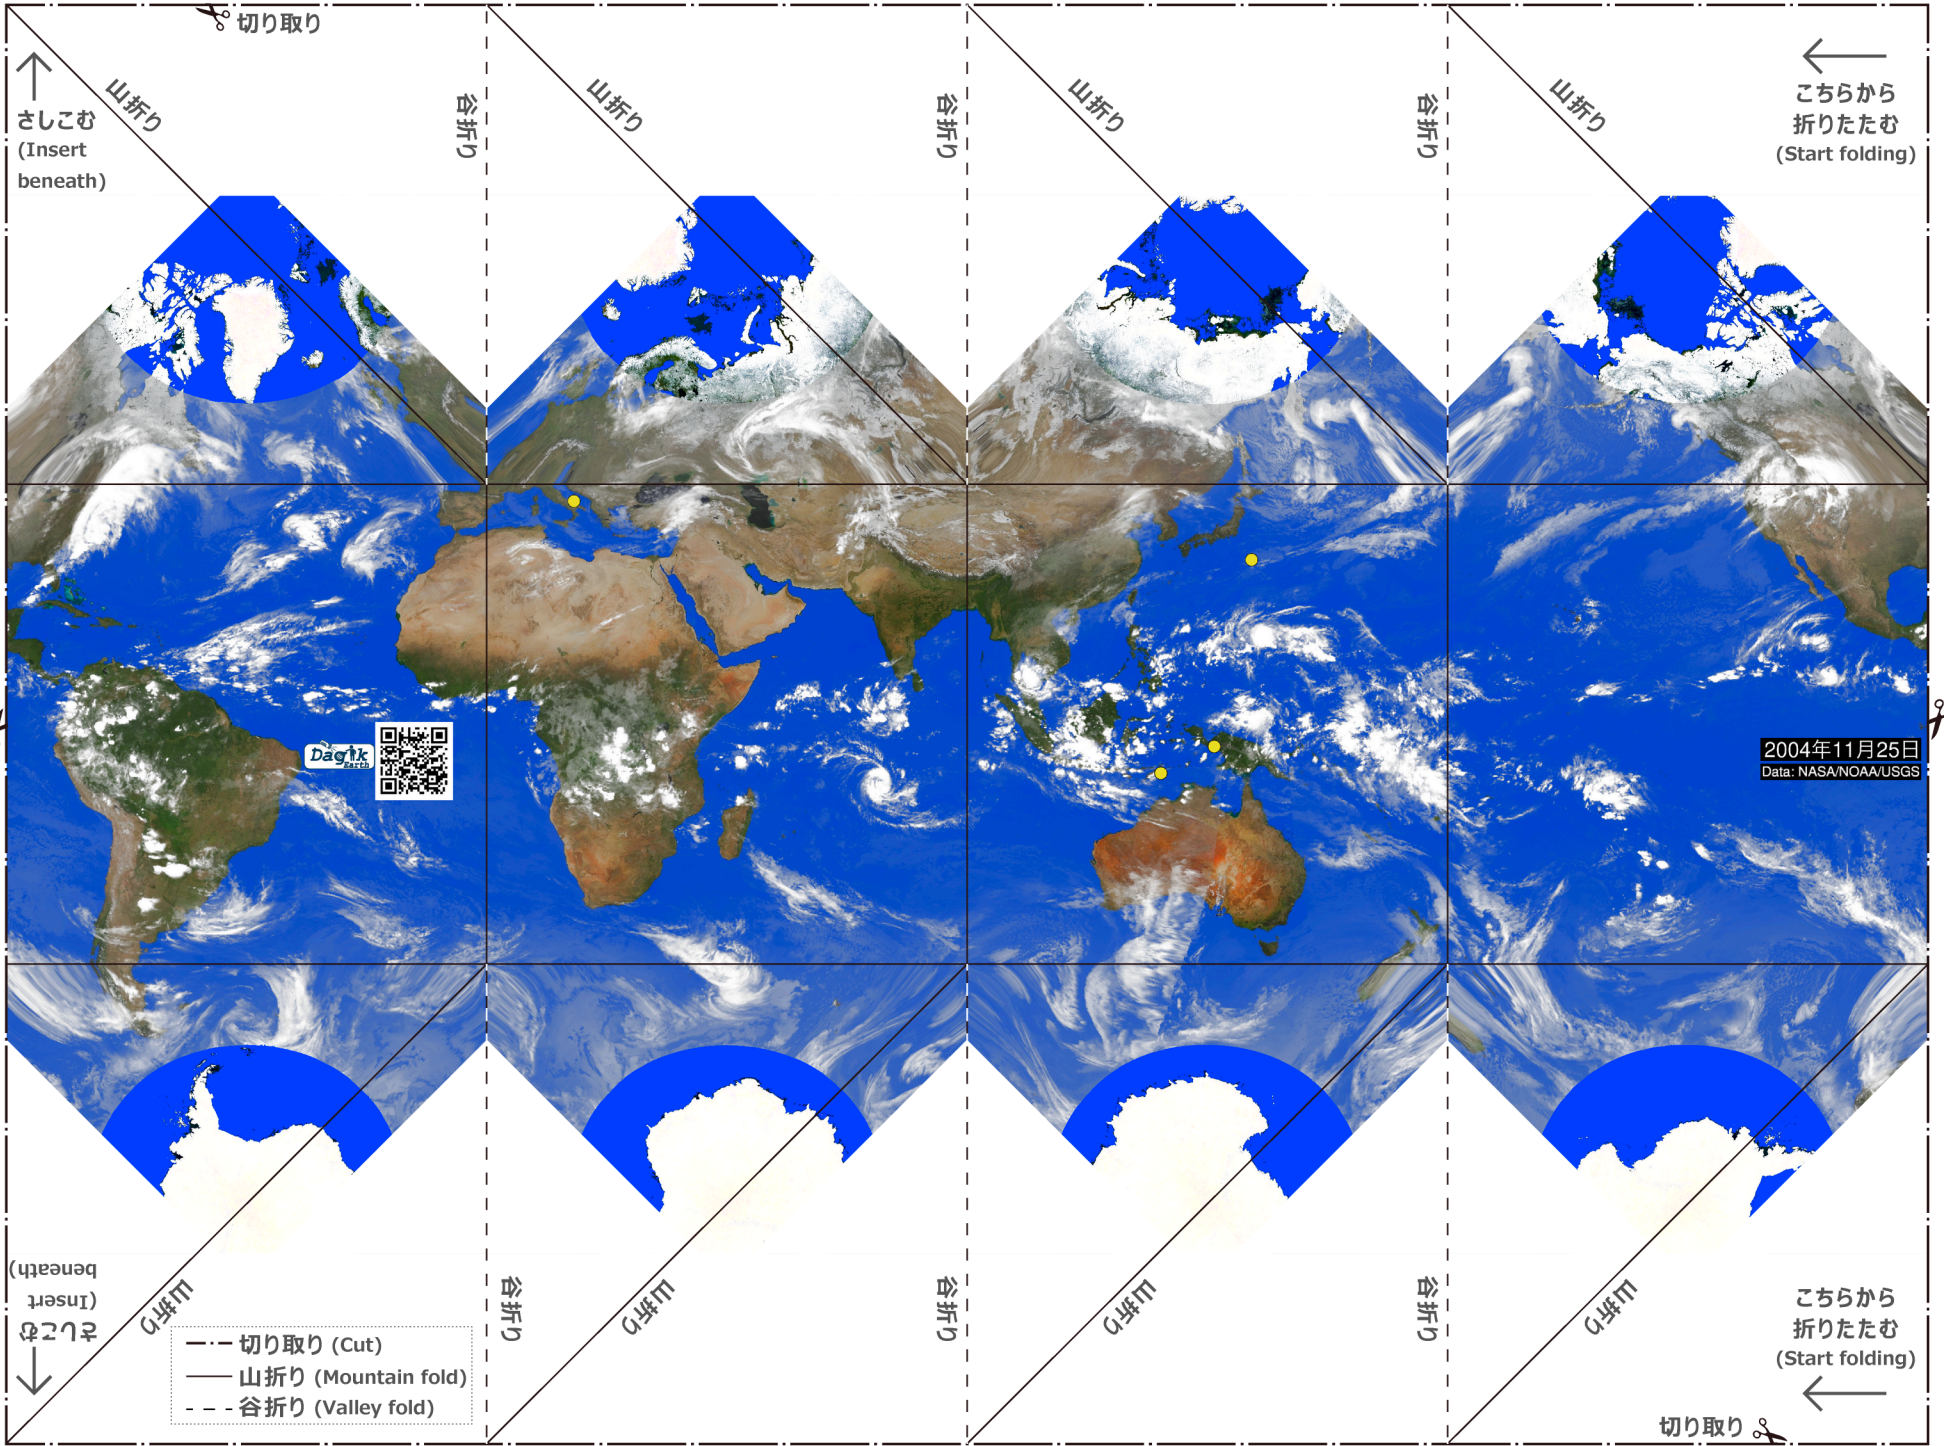 切り取り
さしこむ
(Insert
beneath)
山折り
谷折り
山折り
谷折り
山折り
谷折り
山折り
こちらから
折りたたむ
(Start folding)
Dagik
Earth
2004年11月25日
Data: NASA/NOAA/USGS
さしこむ
(Insert
beneath)
山折り
谷折り
山折り
谷折り
山折り
谷折り
山折り
切り取り (Cut)
山折り (Mountain fold)
谷折り (Valley fold)
こちらから
折りたたむ
(Start folding)
切り取り